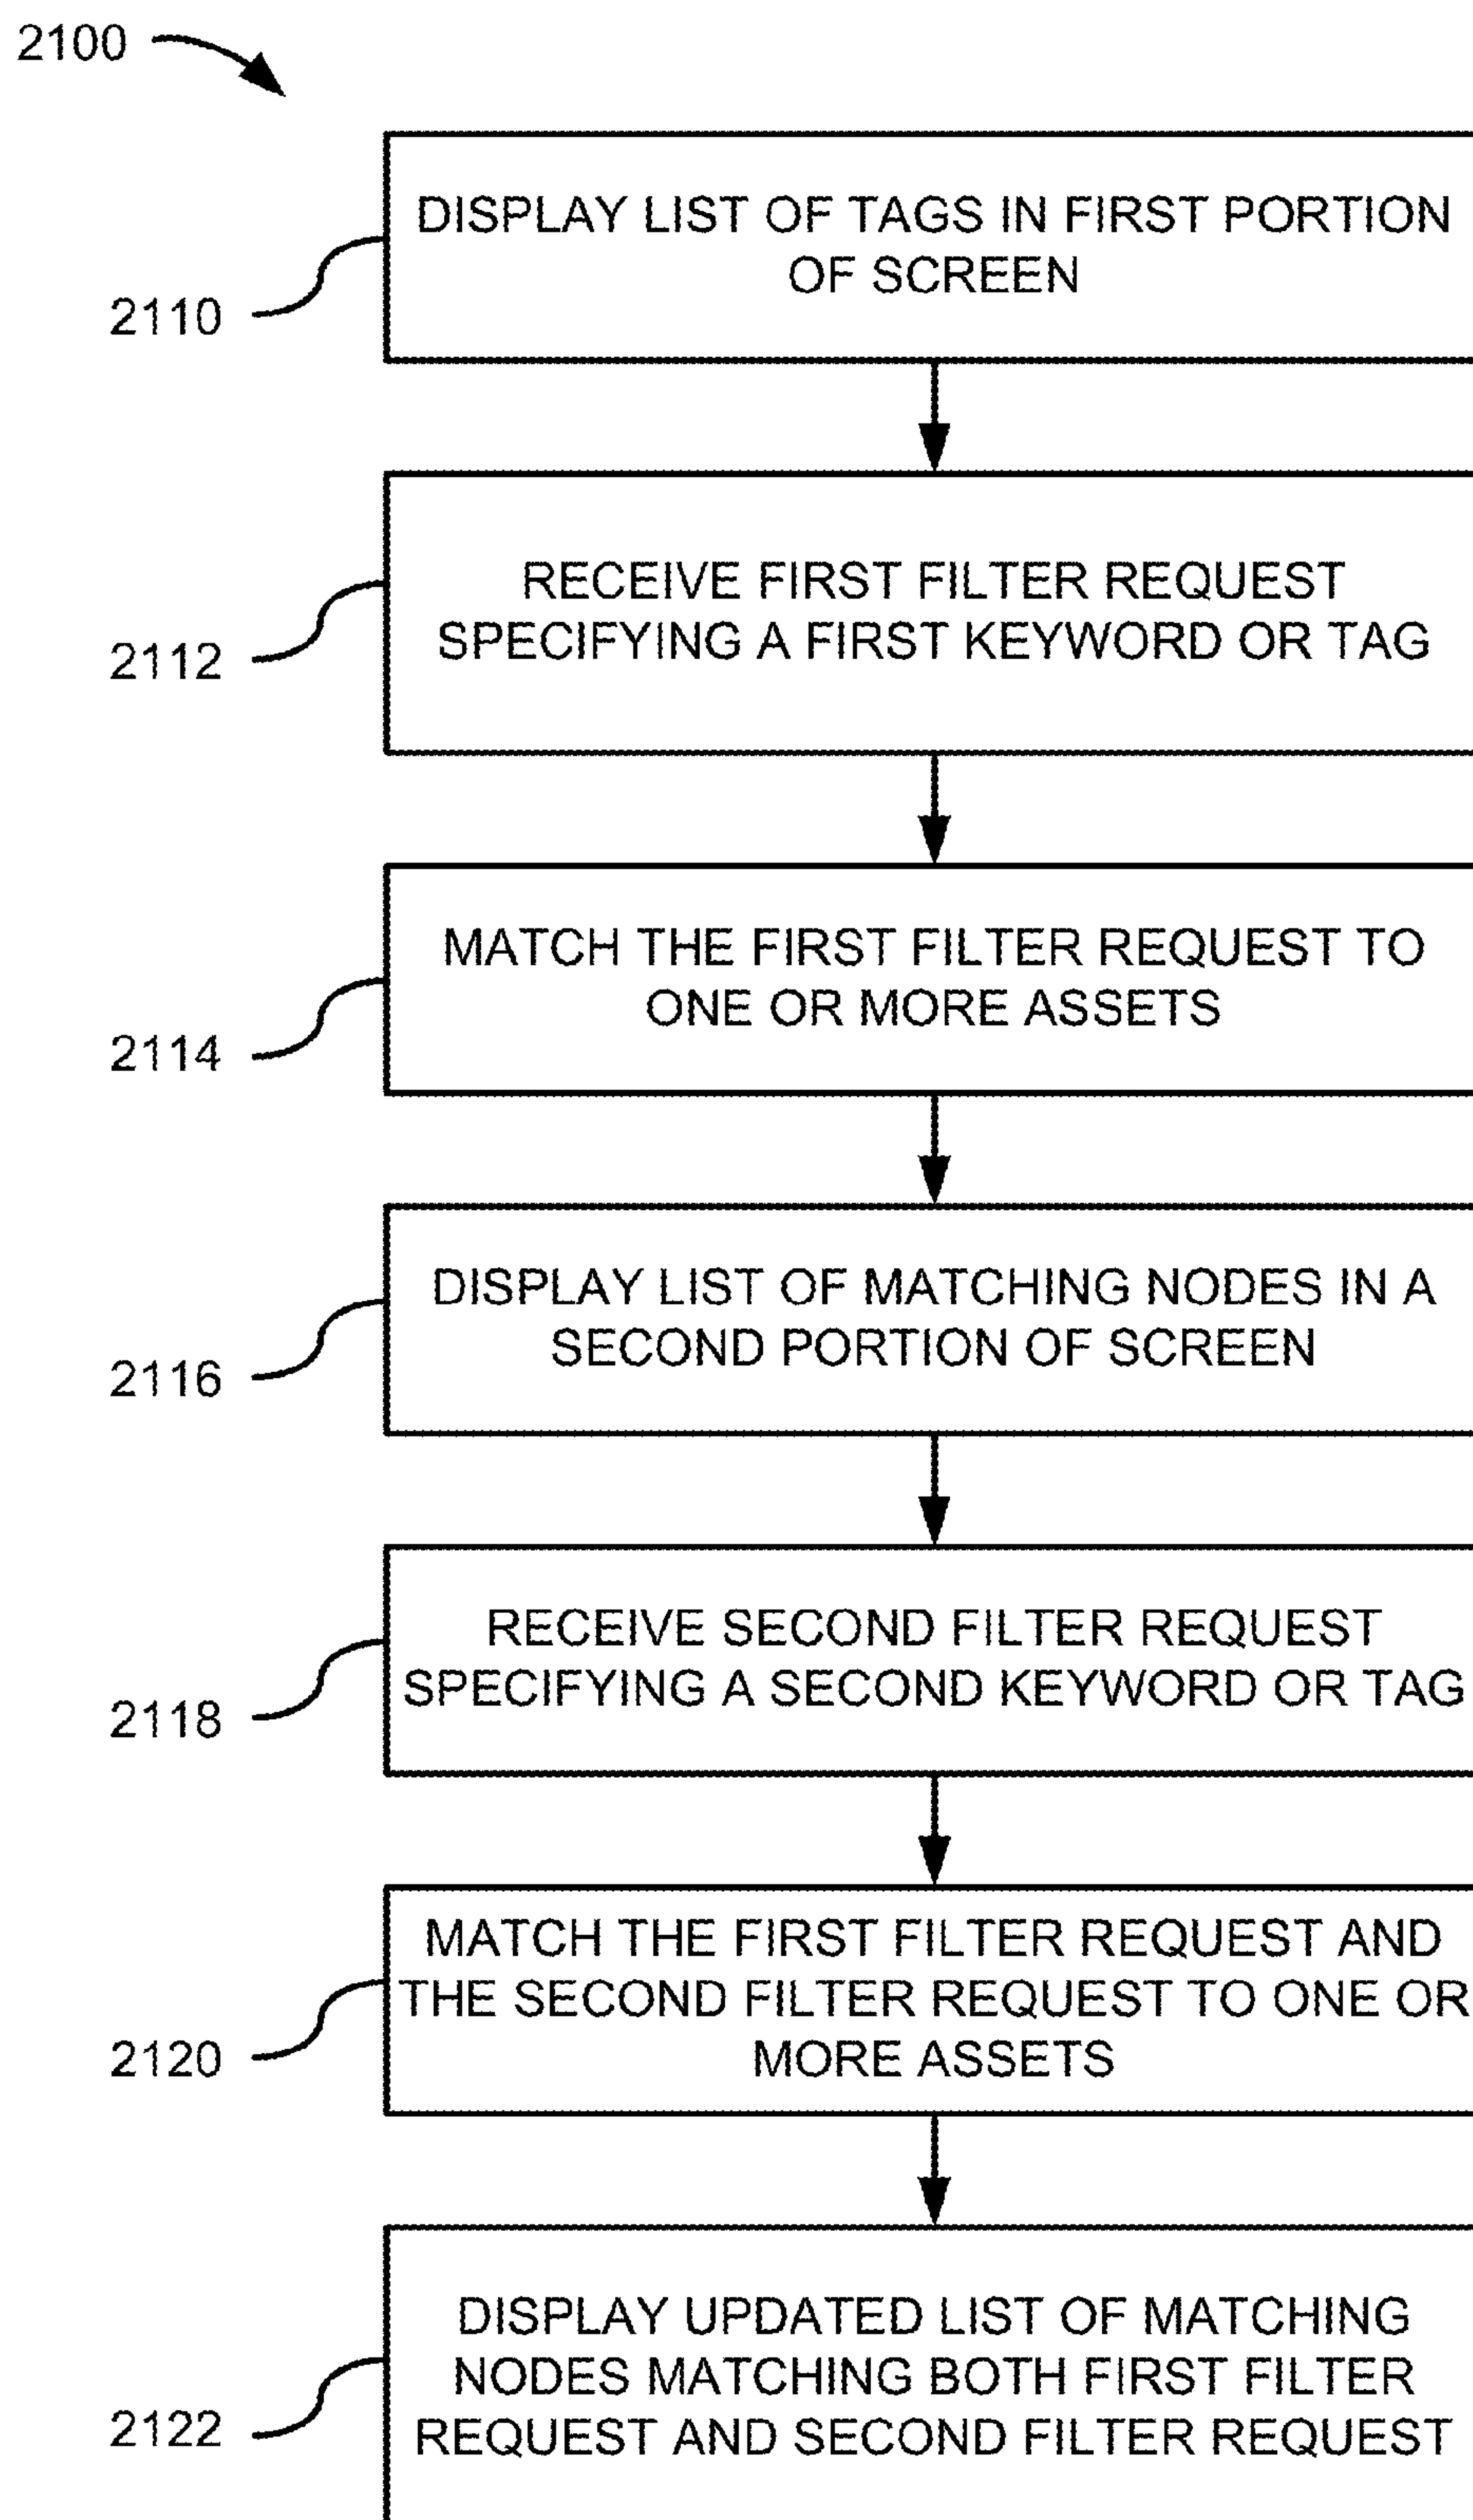 2100
DISPLAY LIST OF TAGS IN FIRST PORTION
OF SCREEN
2110
RECEIVE FIRST FILTER REQUEST
SPECIFYING A FIRST KEYWORD OR TAG
2112
MATCH THE FIRST FILTER REQUEST TO
ONE OR MORE ASSETS
2114
DISPLAY LIST OF MATCHING NODES IN A
SECOND PORTION OF SCREEN
2116
RECEIVE SECOND FILTER REQUEST
SPECIFYING A SECOND KEYWORD OR TAG
2118
MATCH THE FIRST FILTER REQUEST AND
THE SECOND FILTER REQUEST TO ONE OR
MORE ASSETS
2120
DISPLAY UPDATED LIST OF MATCHING
NODES MATCHING BOTH FIRST FILTER
REQUEST AND SECOND FILTER REQUEST
2122